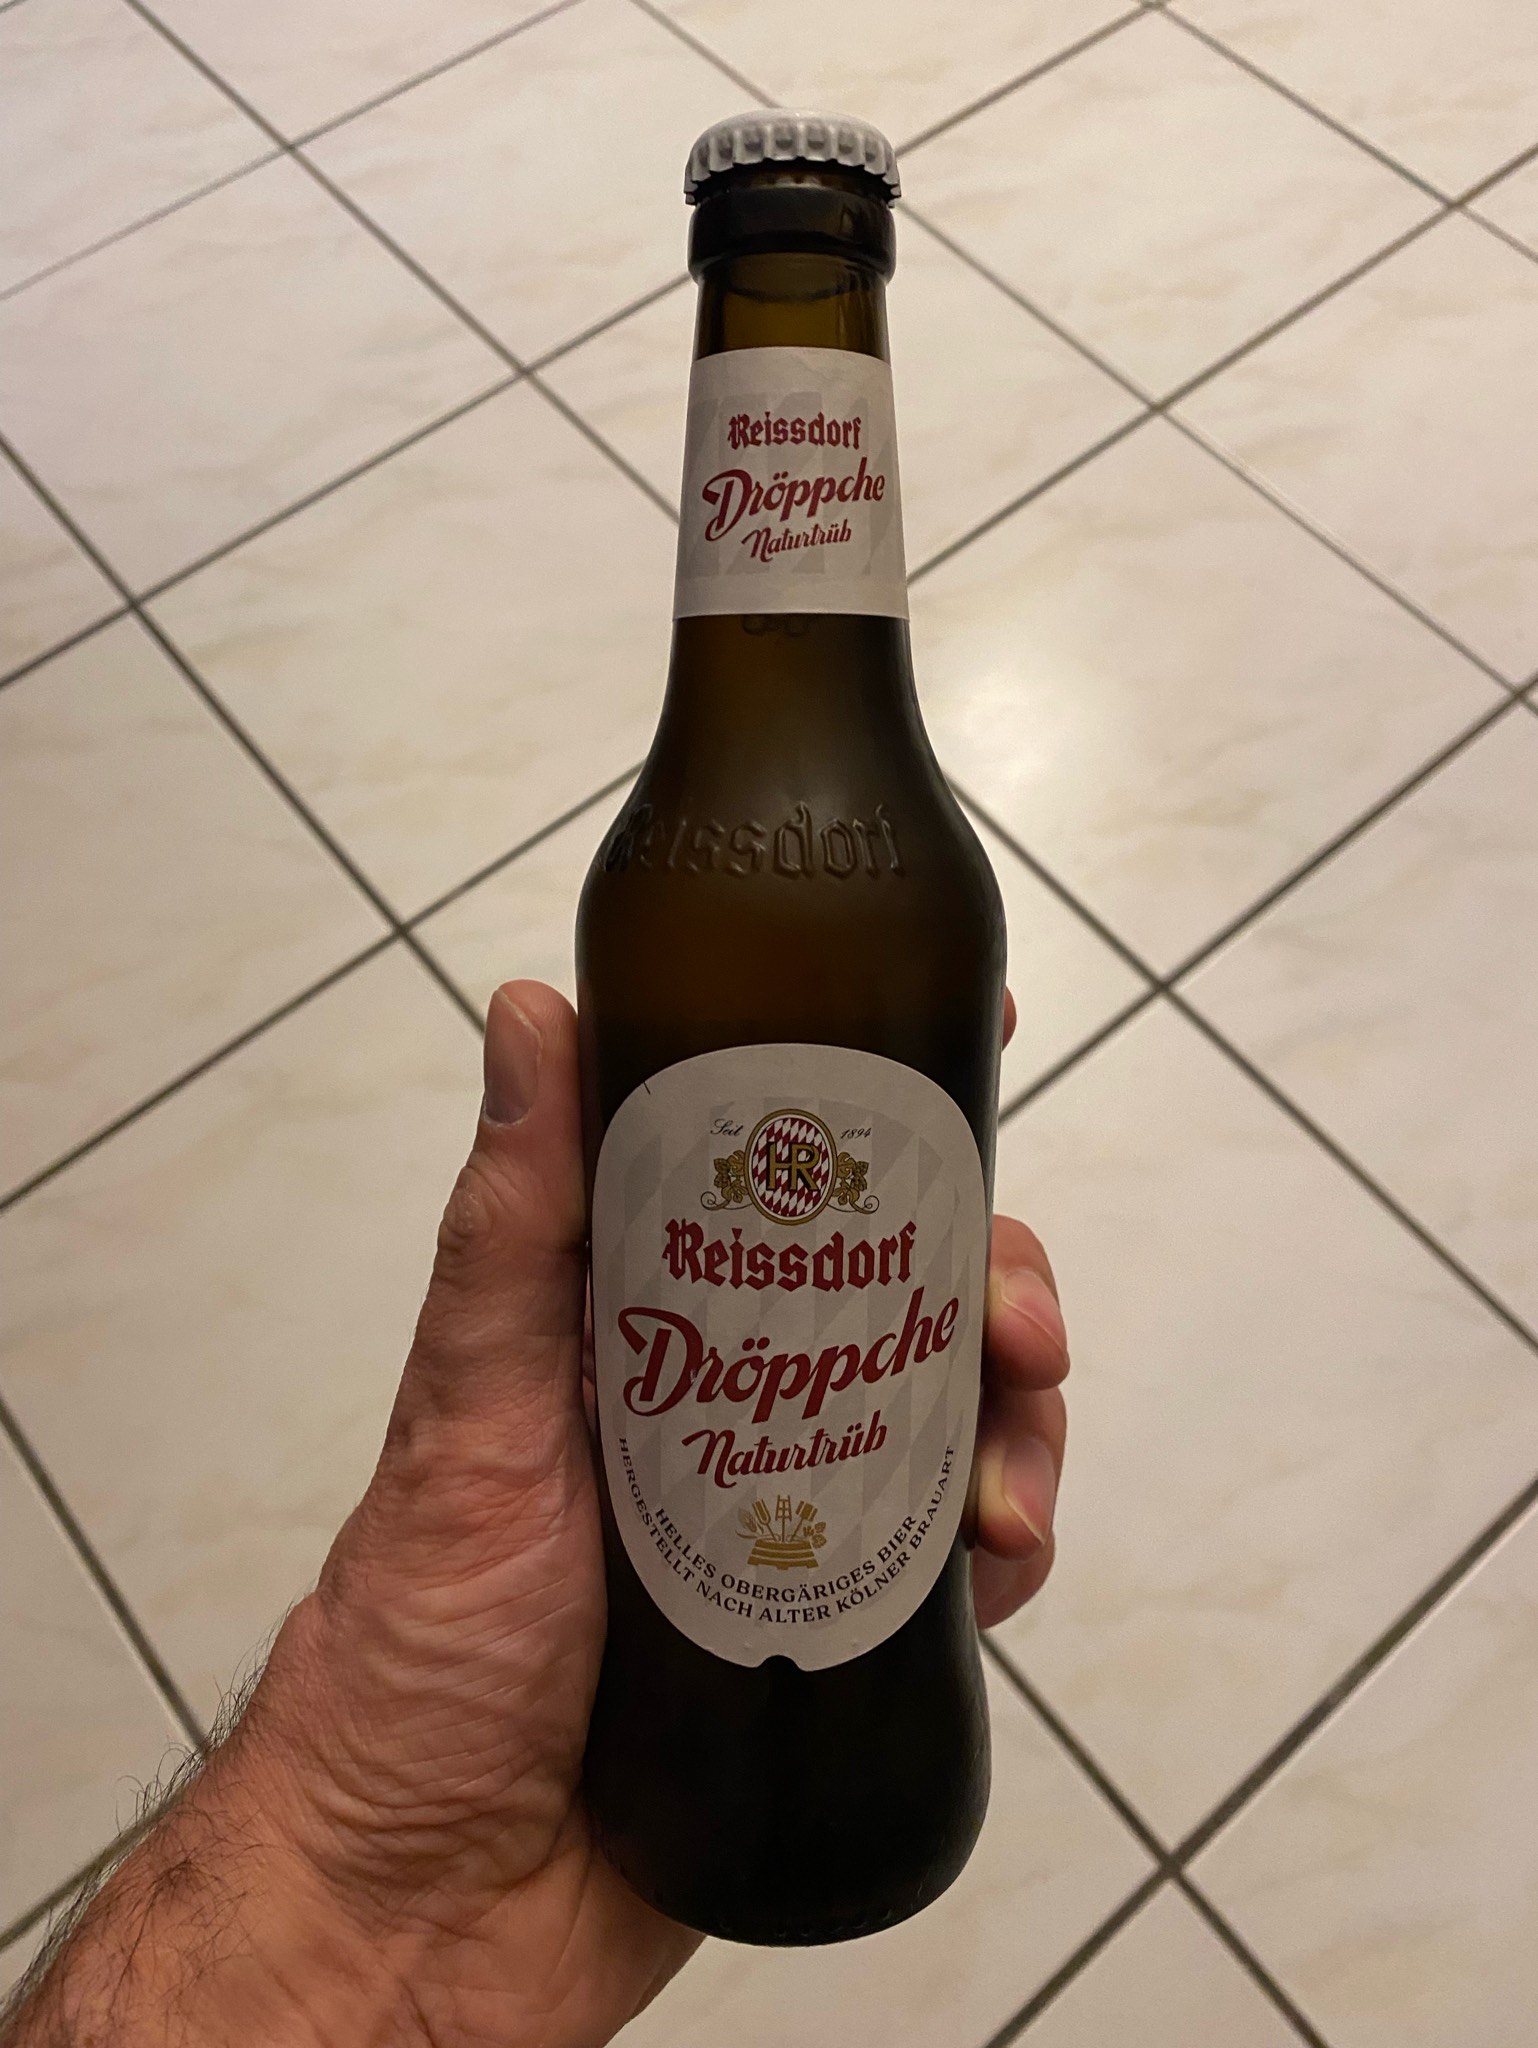 Reissdorf
Dröppche
Naturtrüb
Reissdorf
Seit 1894
HR
Reissdorf
Dröppche
Naturtrüb
HELLES OBERGÄRIGES BIER
HERGESTELLT NACH ALTER KÖLNER BRAUART